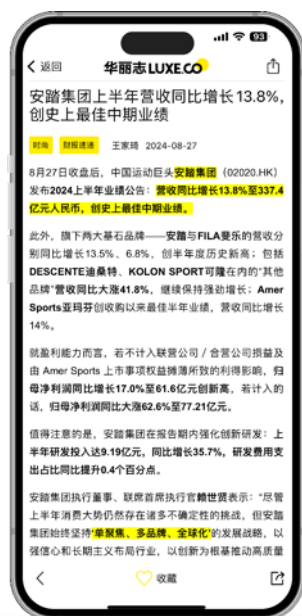 93
返回
华丽志 LUXE.CO
安踏集团上半年营收同比增长13.8%,
创史上最佳中期业绩
时尚 财报速递 王家琦 2024-08-27
8月27日收盘后,中国运动巨头安踏集团(02020.HK)
发布2024上半年业绩公告:营收同比增长13.8%至337.4
亿元人民币,创史上最佳中期业绩。
此外,旗下两大基石品牌——安踏与FILA斐乐的营收分
别同比增长13.5%、6.8%,创半年度历史新高;包括
DESCENTE迪桑特、KOLON SPORT可隆在内的“其他
品牌”营收同比大涨41.8%,继续保持强劲增长;Amer
Sports亚玛芬创收购以来最佳半年业绩,营收同比增长
14%。
就盈利能力而言,若不计入联营公司/合营公司损益及
由 Amer Sports 上市事项权益摊薄所致的利得影响,归
母净利润同比增长17.0%至61.6亿元创新高,若计入的
话,归母净利润同比大涨62.6%至77.21亿元。
值得注意的是,安踏集团在报告期内强化创新研发:上
半年研发投入达9.19亿元,同比增长35.7%,研发费用支
出占比同比提升0.4个百分点。
安踏集团执行董事、联席首席执行官赖世贤表示:“尽管
上半年消费大势仍然存在诸多不确定性的挑战,但安踏
集团始终坚持‘单聚焦、多品牌、全球化’的发展战略,以
强信心和长期主义布局行业,以创新为根基推动高质量
收藏